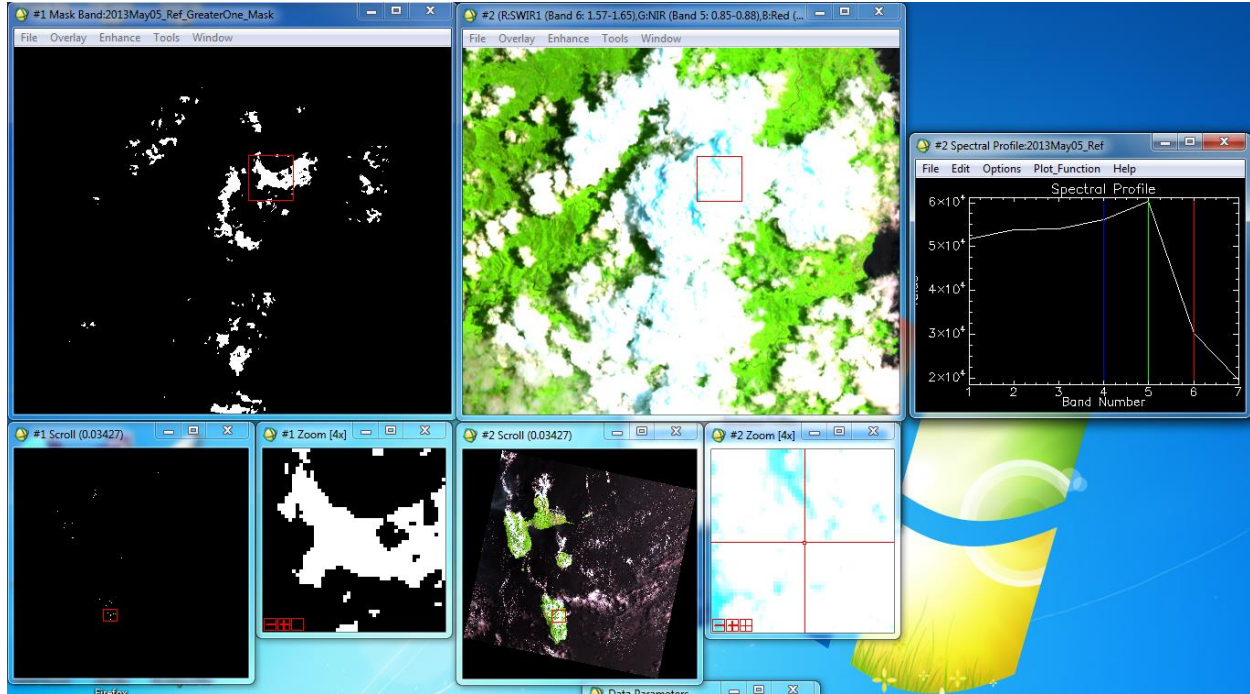 #1 Mask Band:2013May05_Ref_GreaterOne_Mask
File Overlay Enhance Tools Window
#2 (R:SWIR1 (Band 6: 1.57-1.65),G:NIR (Band 5: 0.85-0.88),B:Red (...
File Overlay Enhance Tools Window
#2 Spectral Profile:2013May05_Ref
File Edit Options Plot_Function Help
Spectral Profile
6×10⁴
5×10⁴
4×10⁴
3×10⁴
2×10⁴
1 2 3 4 5 6 7
Band Number
#1 Scroll (0.03427)
#1 Zoom [4x]
#2 Scroll (0.03427)
#2 Zoom [4x]
Firefox
Data Parameters